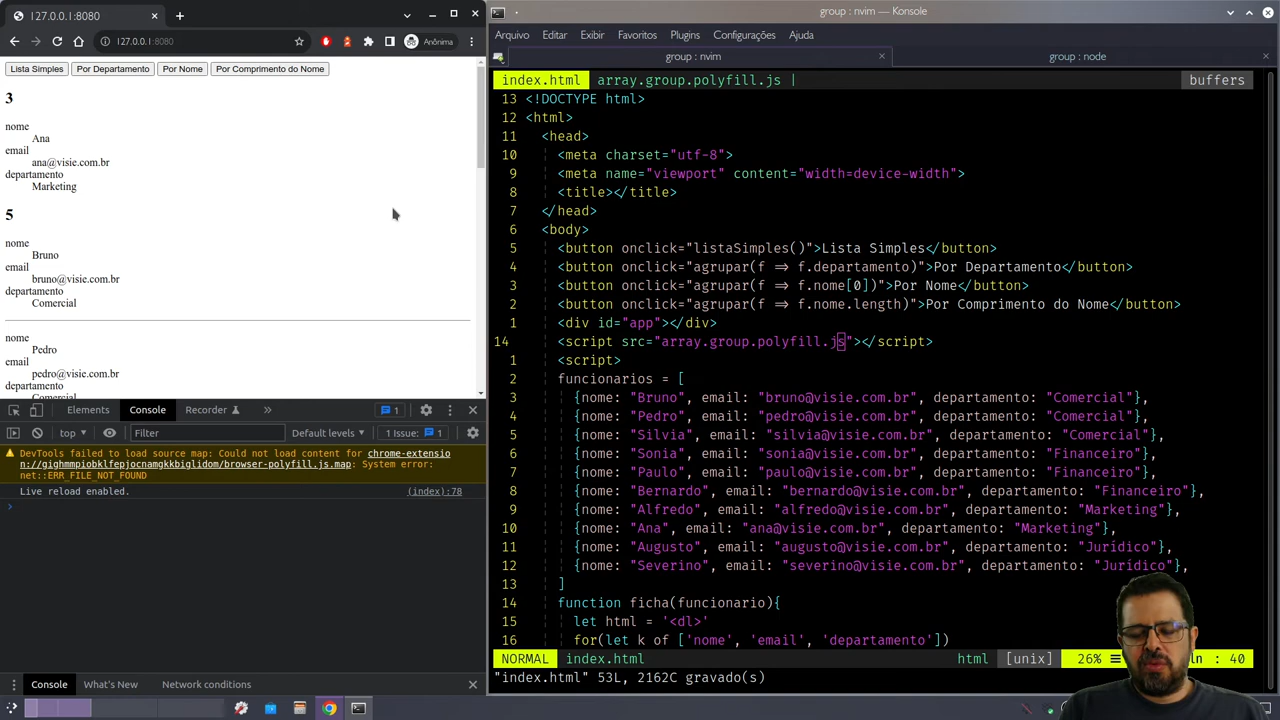 127.0.0.1:8080
127.0.0.1:8080
Anônima
Lista Simples
Por Departamento
Por Nome
Por Comprimento do Nome
3
nome
Ana
email
ana@visie.com.br
departamento
Marketing
5
nome
Bruno
email
bruno@visie.com.br
departamento
Comercial
nome
Pedro
email
pedro@visie.com.br
departamento
Comercial
Elements
Console
Recorder
»
1
top
Filter
Default levels
1 Issue:
1
DevTools failed to load source map: Could not load content for chrome-extensio
n://gighmmpiobklfepjocnamgkkbiglidom/browser-polyfill.js.map: System error:
net::ERR_FILE_NOT_FOUND
Live reload enabled.
(index):78
Console
What's New
Network conditions
group : nvim — Konsole
Arquivo Editar Exibir Favoritos Plugins Configurações Ajuda
group : nvim
group : node
index.html array.group.polyfill.js |
buffers
13 <!DOCTYPE html>
12 <html>
11 <head>
10 <meta charset="utf-8">
9 <meta name="viewport" content="width=device-width">
8 <title></title>
7 </head>
6 <body>
5 <button onclick="listaSimples()">Lista Simples</button>
4 <button onclick="agrupar(f => f.departamento)">Por Departamento</button>
3 <button onclick="agrupar(f => f.nome[0])">Por Nome</button>
2 <button onclick="agrupar(f => f.nome.length)">Por Comprimento do Nome</button>
1 <div id="app"></div>
14 <script src="array.group.polyfill.js"></script>
1 <script>
2 funcionarios = [
3 {nome: "Bruno", email: "bruno@visie.com.br", departamento: "Comercial"},
4 {nome: "Pedro", email: "pedro@visie.com.br", departamento: "Comercial"},
5 {nome: "Silvia", email: "silvia@visie.com.br", departamento: "Comercial"},
6 {nome: "Sonia", email: "sonia@visie.com.br", departamento: "Financeiro"},
7 {nome: "Paulo", email: "paulo@visie.com.br", departamento: "Financeiro"},
8 {nome: "Bernardo", email: "bernardo@visie.com.br", departamento: "Financeiro"},
9 {nome: "Alfredo", email: "alfredo@visie.com.br", departamento: "Marketing"},
10 {nome: "Ana", email: "ana@visie.com.br", departamento: "Marketing"},
11 {nome: "Augusto", email: "augusto@visie.com.br", departamento: "Jurídico"},
12 {nome: "Severino", email: "severino@visie.com.br", departamento: "Jurídico"},
13 ]
14 function ficha(funcionario){
15 let html = '<dl>'
16 for(let k of ['nome', 'email', 'departamento'])
NORMAL index.html
html [unix] 26% : 40
"index.html" 53L, 2162C gravado(s)